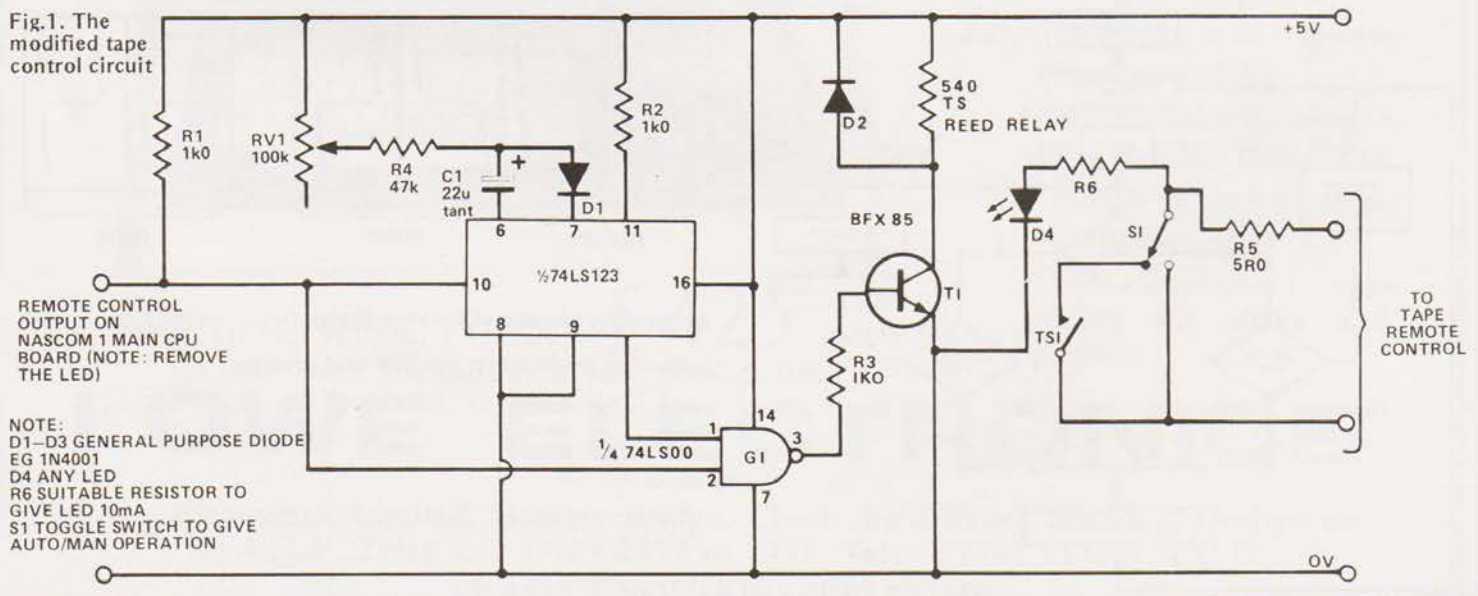 Fig.1. The
modified tape
control circuit
+5V
R1
1k0
RV1
100k
R4
47k
C1
22u
tant
+
D1
R2
1k0
D2
540
TS
REED RELAY
6
7
11
10
½74LS123
16
8
9
BFX 85
T1
D4
R6
S1
R5
5R0
TS1
TO
TAPE
REMOTE
CONTROL
REMOTE CONTROL
OUTPUT ON
NASCOM 1 MAIN CPU
BOARD (NOTE: REMOVE
THE LED)
R3
1K0
14
1
¼ 74LS00
G1
3
2
7
NOTE:
D1–D3 GENERAL PURPOSE DIODE
EG 1N4001
D4 ANY LED
R6 SUITABLE RESISTOR TO
GIVE LED 10mA
S1 TOGGLE SWITCH TO GIVE
AUTO/MAN OPERATION
0V